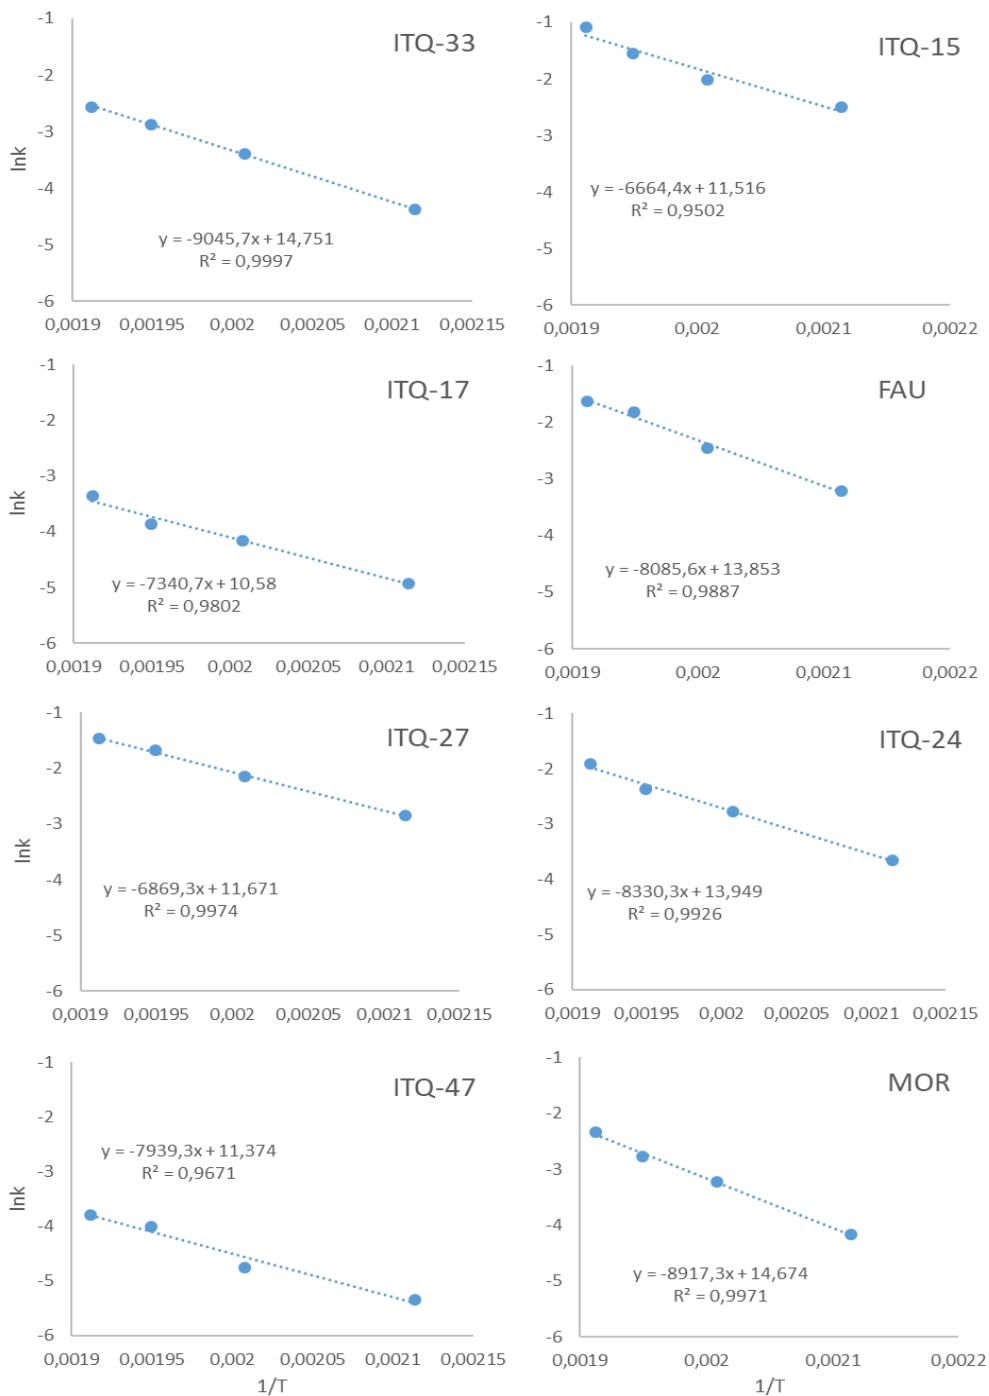 ITQ-33
-1
-2
-3
-4
-5
-6
lnk
y = -9045,7x + 14,751
R² = 0,9997
0,0019 0,00195 0,002 0,00205 0,0021 0,00215
ITQ-15
-1
-2
-3
-4
-5
-6
y = -6664,4x + 11,516
R² = 0,9502
0,0019 0,002 0,0021 0,0022
ITQ-17
-1
-2
-3
-4
-5
-6
lnk
y = -7340,7x + 10,58
R² = 0,9802
0,0019 0,00195 0,002 0,00205 0,0021 0,00215
FAU
-1
-2
-3
-4
-5
-6
y = -8085,6x + 13,853
R² = 0,9887
0,0019 0,002 0,0021 0,0022
ITQ-27
-1
-2
-3
-4
-5
-6
lnk
y = -6869,3x + 11,671
R² = 0,9974
0,0019 0,00195 0,002 0,00205 0,0021 0,00215
ITQ-24
-1
-2
-3
-4
-5
-6
y = -8330,3x + 13,949
R² = 0,9926
0,0019 0,00195 0,002 0,00205 0,0021 0,00215
ITQ-47
-1
-2
-3
-4
-5
-6
lnk
y = -7939,3x + 11,374
R² = 0,9671
0,0019 0,00195 0,002 0,00205 0,0021 0,00215
1/T
MOR
-1
-2
-3
-4
-5
-6
y = -8917,3x + 14,674
R² = 0,9971
0,0019 0,002 0,0021 0,0022
1/T